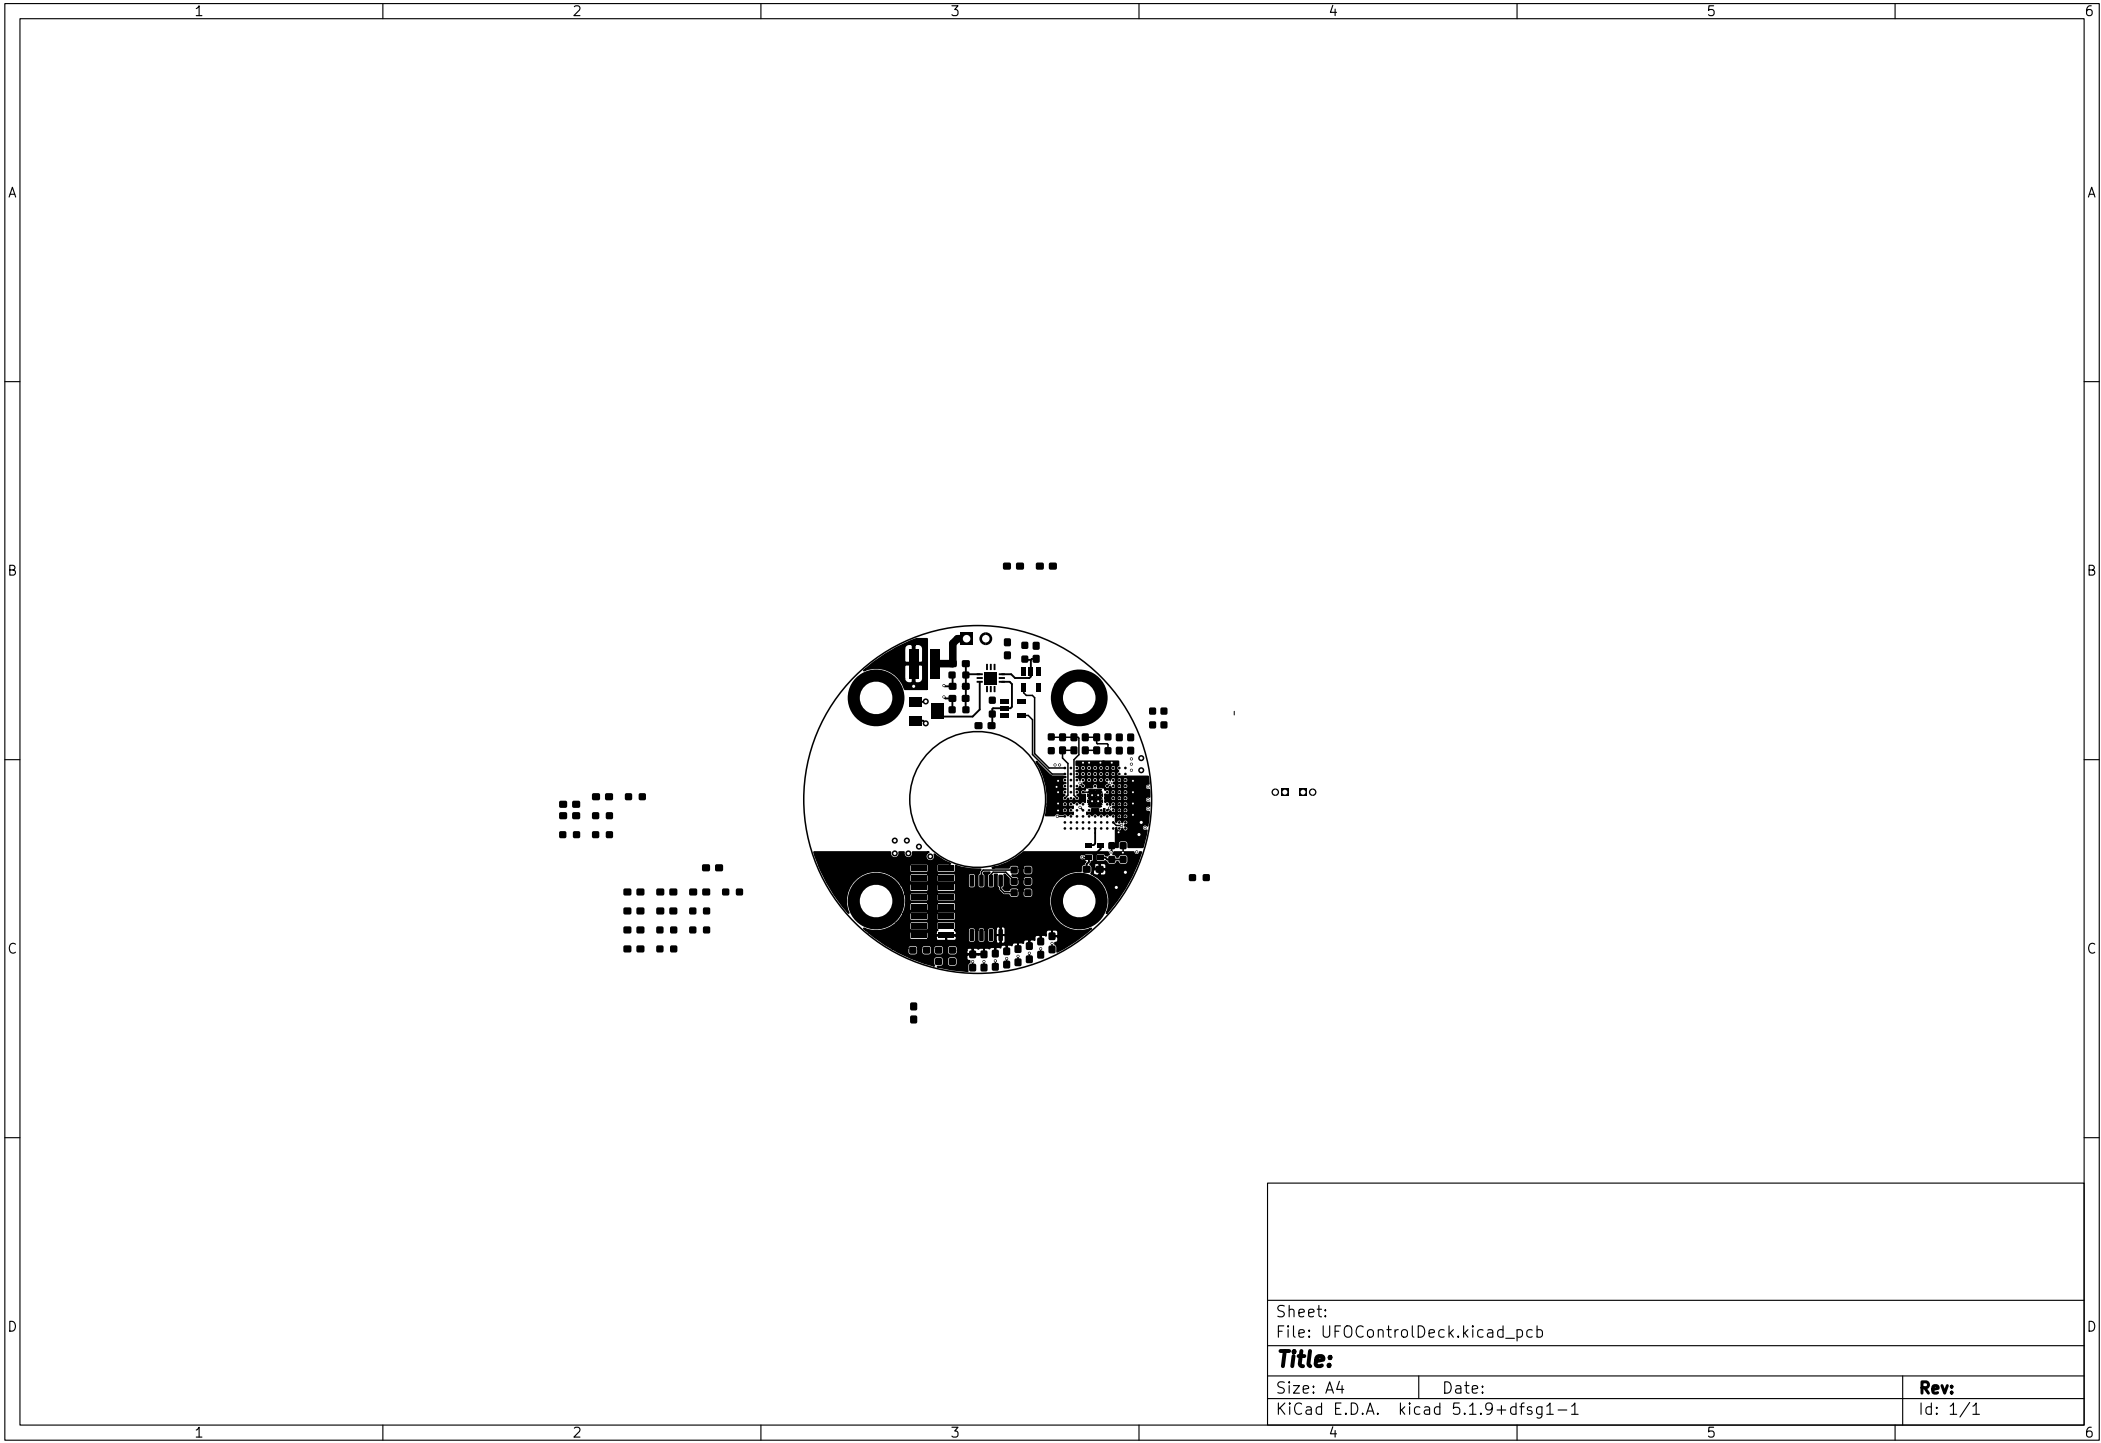 1 2 3 4 5 6
A A
B B
C C
D D
Sheet:
File: UFOControlDeck.kicad_pcb
Title:
Size: A4 Date: Rev:
KiCad E.D.A. kicad 5.1.9+dfsg1-1 Id: 1/1
1 2 3 4 5 6